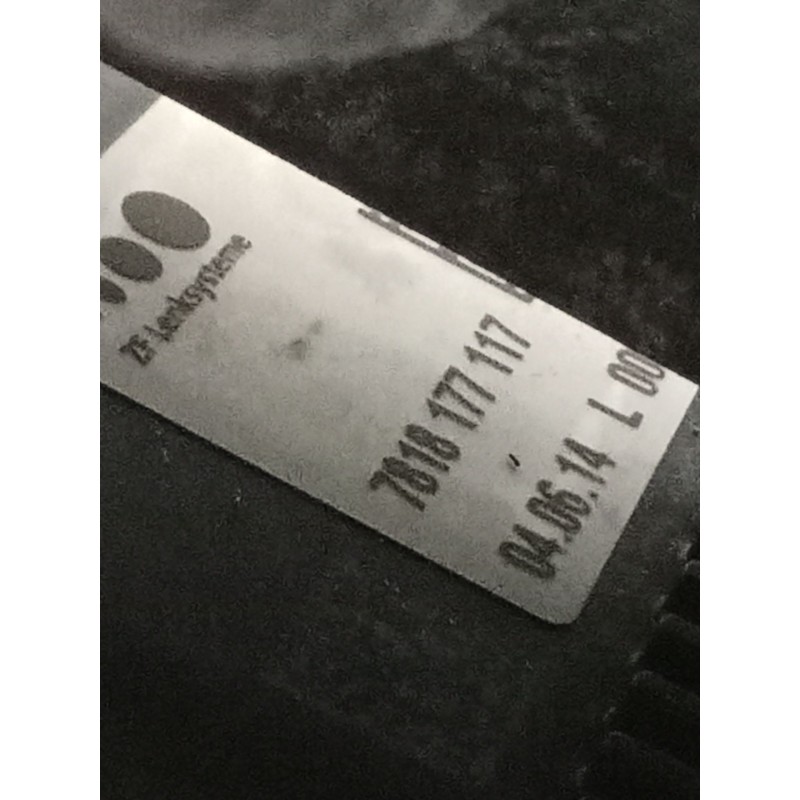 ZF Lenksysteme
7818 177 117
04.06.14 L 00